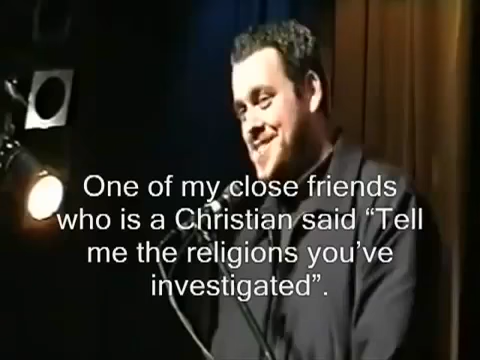 One of my close friends
who is a Christian said “Tell
me the religions you’ve
investigated”.